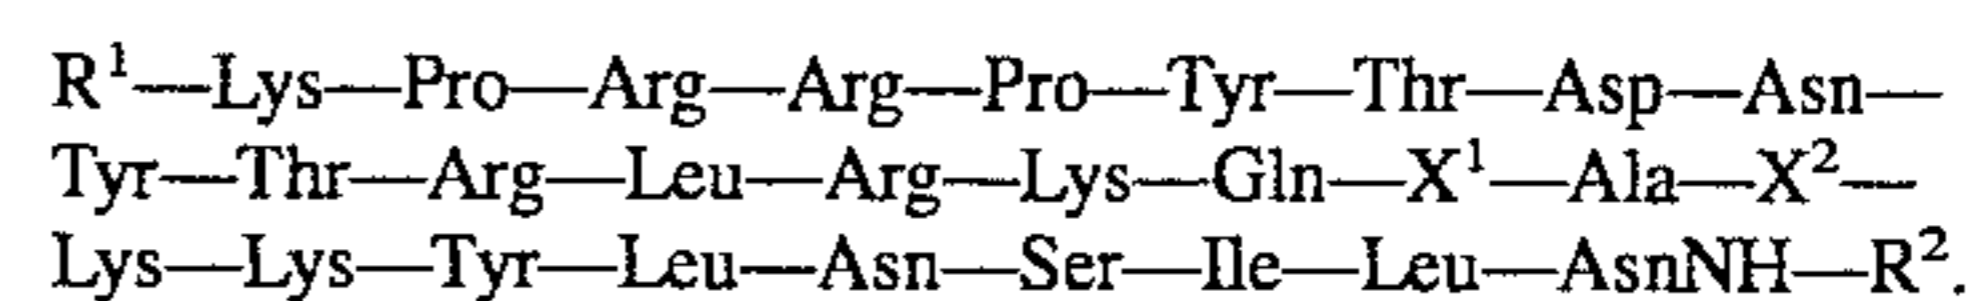 R¹—Lys—Pro—Arg—Arg—Pro—Tyr—Thr—Asp—Asn—
Tyr—Thr—Arg—Leu—Arg—Lys—Gln—X¹—Ala—X²—
Lys—Lys—Tyr—Leu—Asn—Ser—Ile—Leu—AsnNH—R².